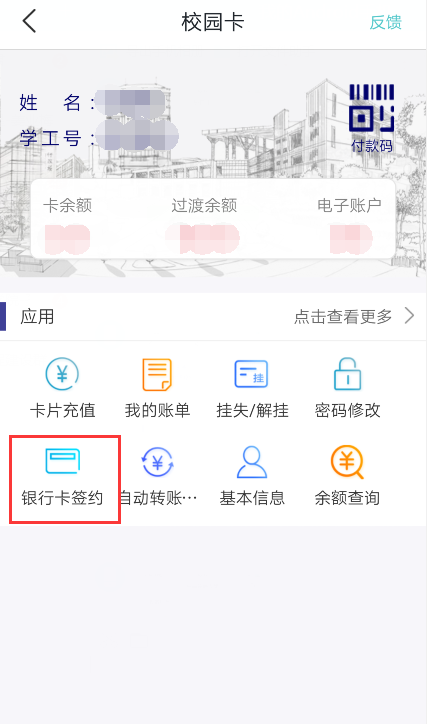 校园卡 反馈
姓 名：
学工号：
付款码
卡余额 过渡余额 电子账户
应用 点击查看更多
卡片充值 我的账单 挂失/解挂 密码修改
挂
银行卡签约 自动转账… 基本信息 余额查询